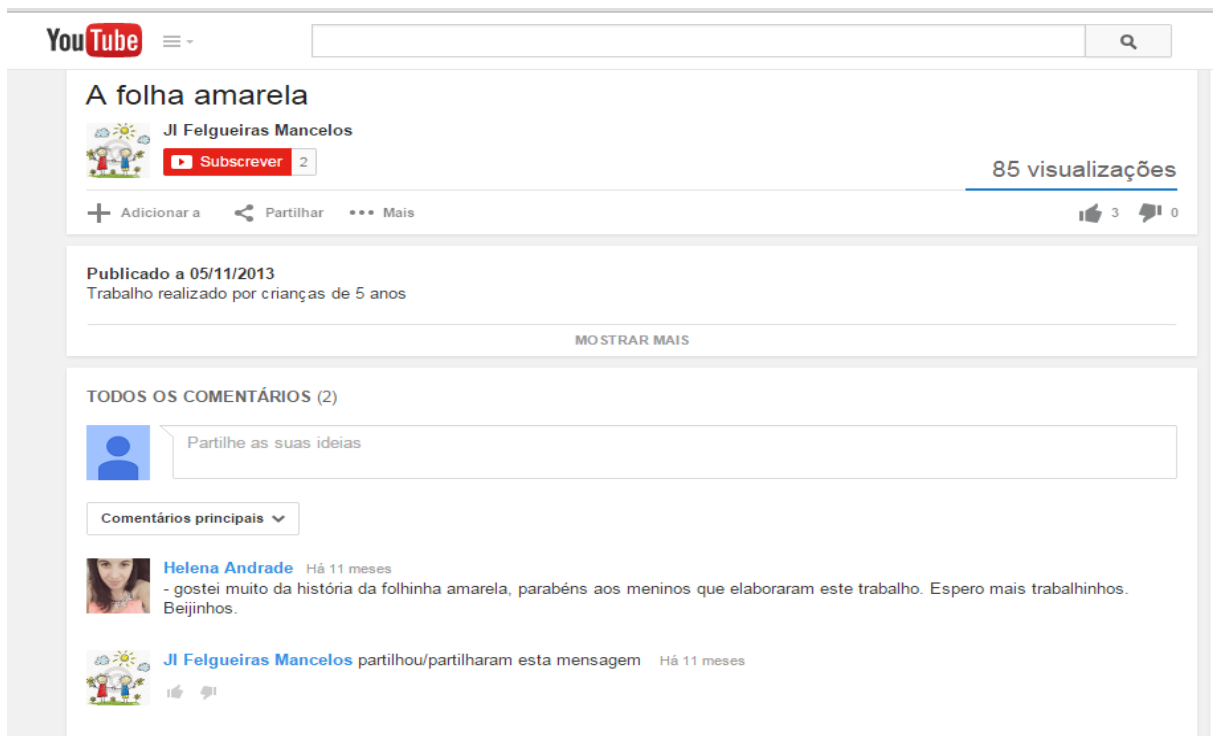 YouTube
A folha amarela
JI Felgueiras Mancelos
Subscrever 2
85 visualizações
Adicionar a Partilhar Mais 3 0
Publicado a 05/11/2013
Trabalho realizado por crianças de 5 anos
MOSTRAR MAIS
TODOS OS COMENTÁRIOS (2)
Partilhe as suas ideias
Comentários principais
Helena Andrade Há 11 meses
- gostei muito da história da folhinha amarela, parabéns aos meninos que elaboraram este trabalho. Espero mais trabalhinhos.
Beijinhos.
JI Felgueiras Mancelos partilhou/partilharam esta mensagem Há 11 meses